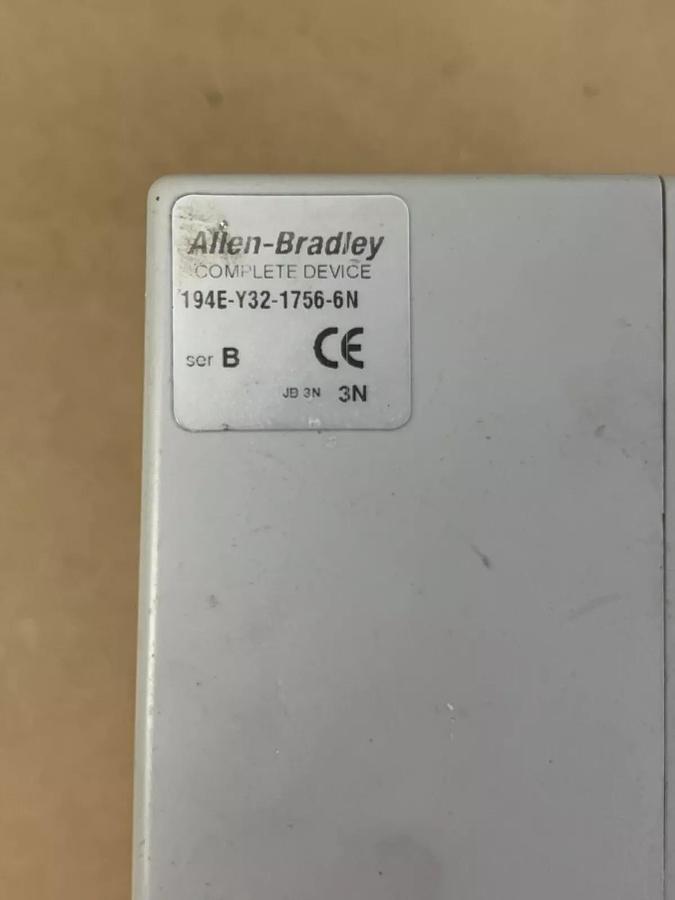 Allen-Bradley
COMPLETE DEVICE
194E-Y32-1756-6N
ser B CE
JB 3N 3N